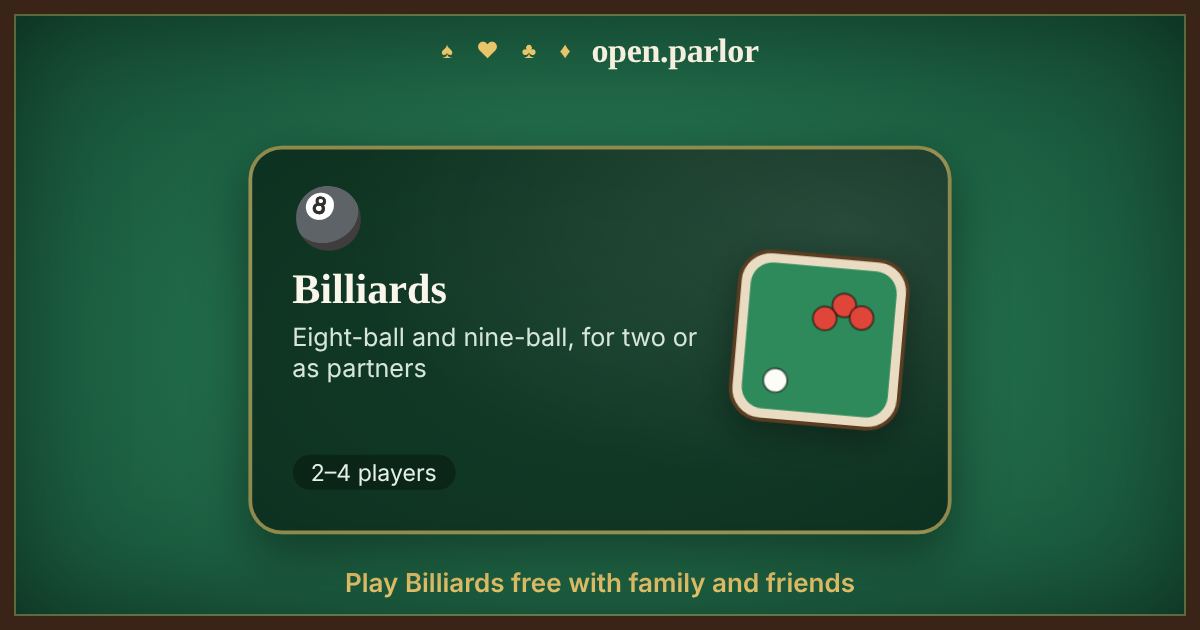 ♠ ♥ ♣ ♦ open.parlor
8
Billiards
Eight-ball and nine-ball, for two or
as partners
2–4 players
Play Billiards free with family and friends